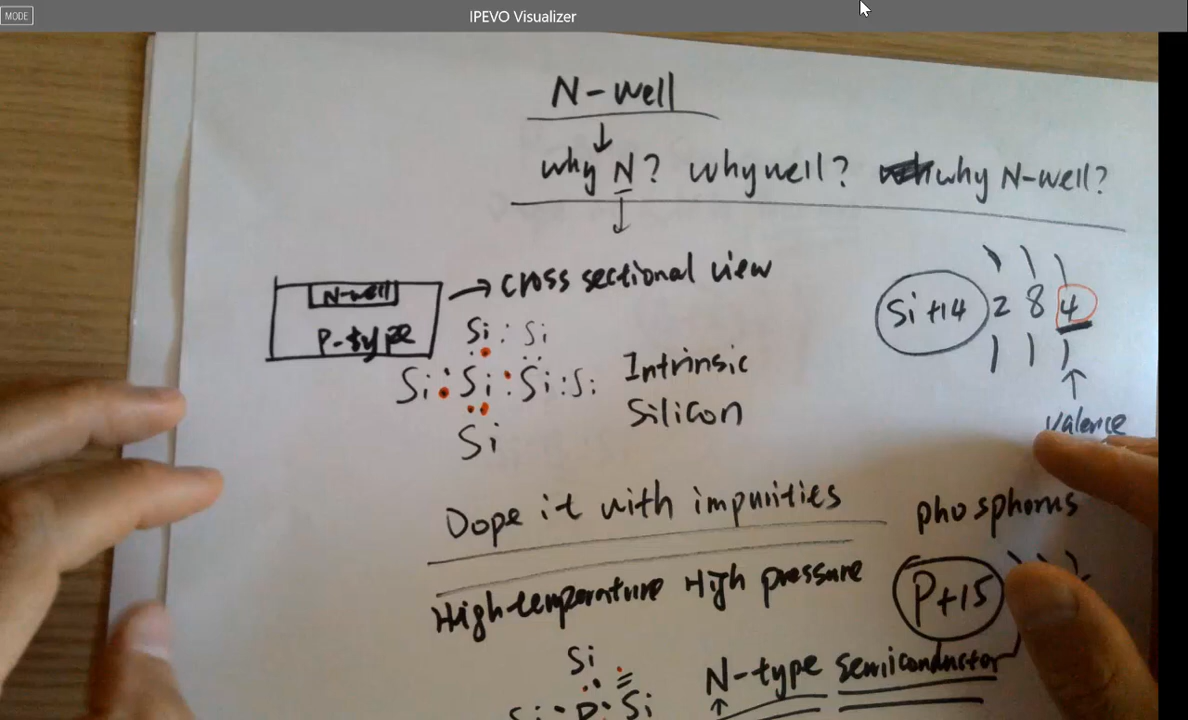 MODE
IPEVO Visualizer
N-well
why N? why well? why N-well?
N-well
P-type
→ cross sectional view
Si : Si
Si : Si : Si : Si
Si
Intrinsic
Silicon
Si +14 2 8 4
Valence
Dope it with impurities
phosphorus
High-temperature High pressure
P+15
N-type semiconductor
Si
Si • P • Si